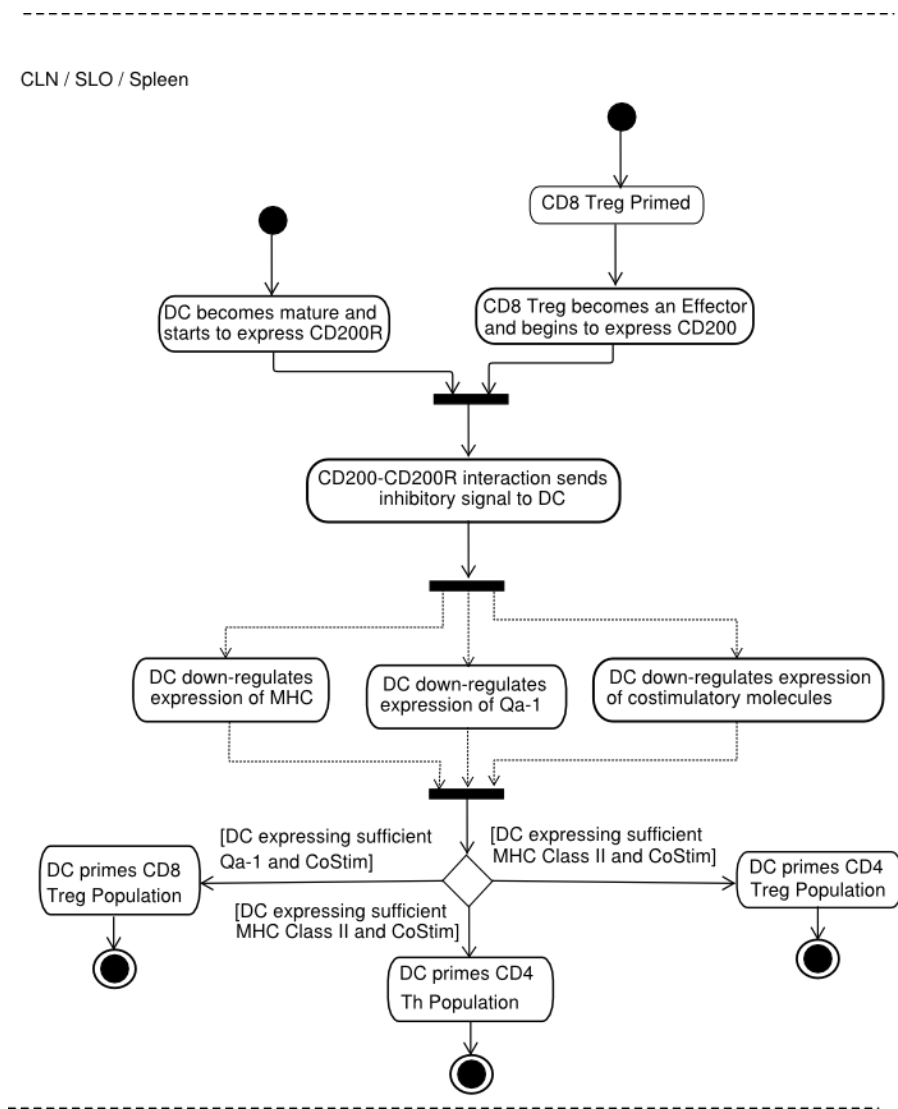 CLN / SLO / Spleen
CD8 Treg Primed
DC becomes mature and
starts to express CD200R
CD8 Treg becomes an Effector
and begins to express CD200
CD200-CD200R interaction sends
inhibitory signal to DC
DC down-regulates
expression of MHC
DC down-regulates
expression of Qa-1
DC down-regulates expression
of costimulatory molecules
[DC expressing sufficient
Qa-1 and CoStim]
[DC expressing sufficient
MHC Class II and CoStim]
DC primes CD8
Treg Population
DC primes CD4
Treg Population
[DC expressing sufficient
MHC Class II and CoStim]
DC primes CD4
Th Population